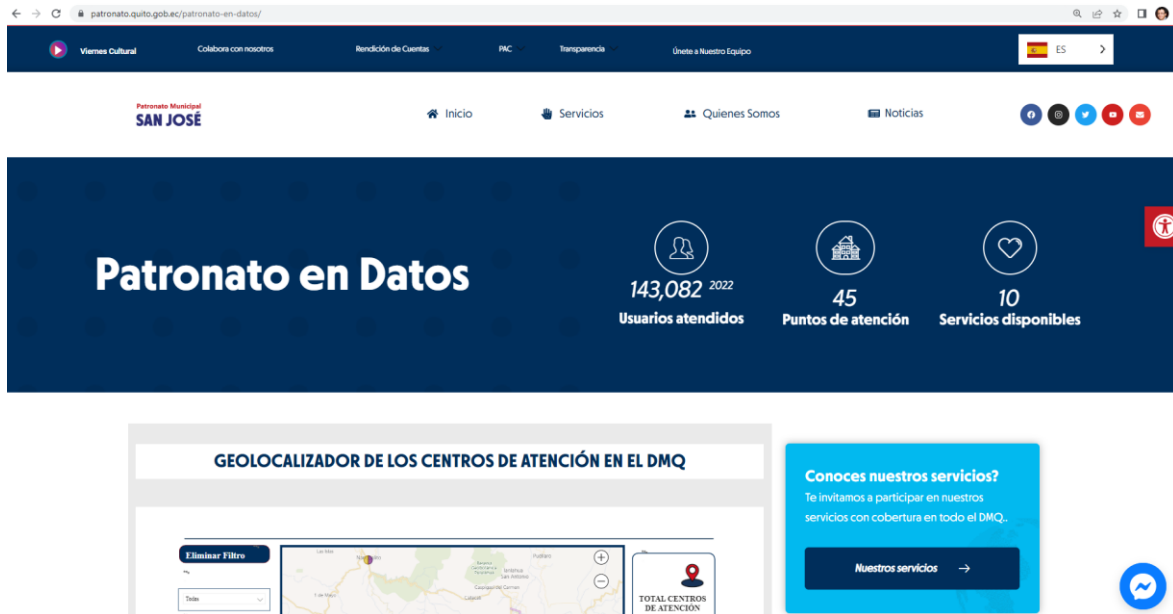 patronato.quito.gob.ec/patronato-en-datos/
Viernes Cultural
Colabora con nosotros
Rendición de Cuentas
PAC
Transparencia
Únete a Nuestro Equipo
ES
Patronato Municipal
SAN JOSÉ
Inicio
Servicios
Quienes Somos
Noticias
Patronato en Datos
143,082 2022
Usuarios atendidos
45
Puntos de atención
10
Servicios disponibles
GEOLOCALIZADOR DE LOS CENTROS DE ATENCIÓN EN EL DMQ
Eliminar Filtro
Todas
TOTAL CENTROS
DE ATENCIÓN
Conoces nuestros servicios?
Te invitamos a participar en nuestros
servicios con cobertura en todo el DMQ..
Nuestros servicios